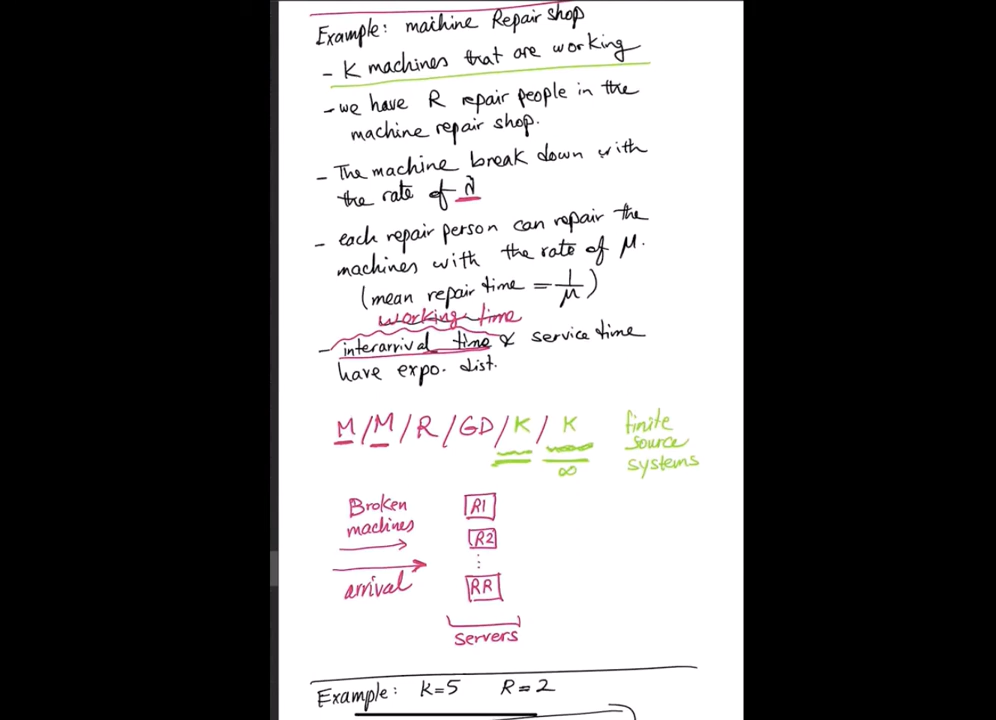 Example: machine Repair shop
- K machines that are working
- we have R repair people in the
machine repair shop.
- The machine break down with
the rate of λ
- each repair person can repair the
machines with the rate of μ.
(mean repair time = 1/μ)
working time
- interarrival time & service time
have expo. dist.
M/M/R/GD/K/K finite
source
∞ systems
Broken
machines
arrival
R1
R2
⋮
RR
servers
Example: K=5 R=2